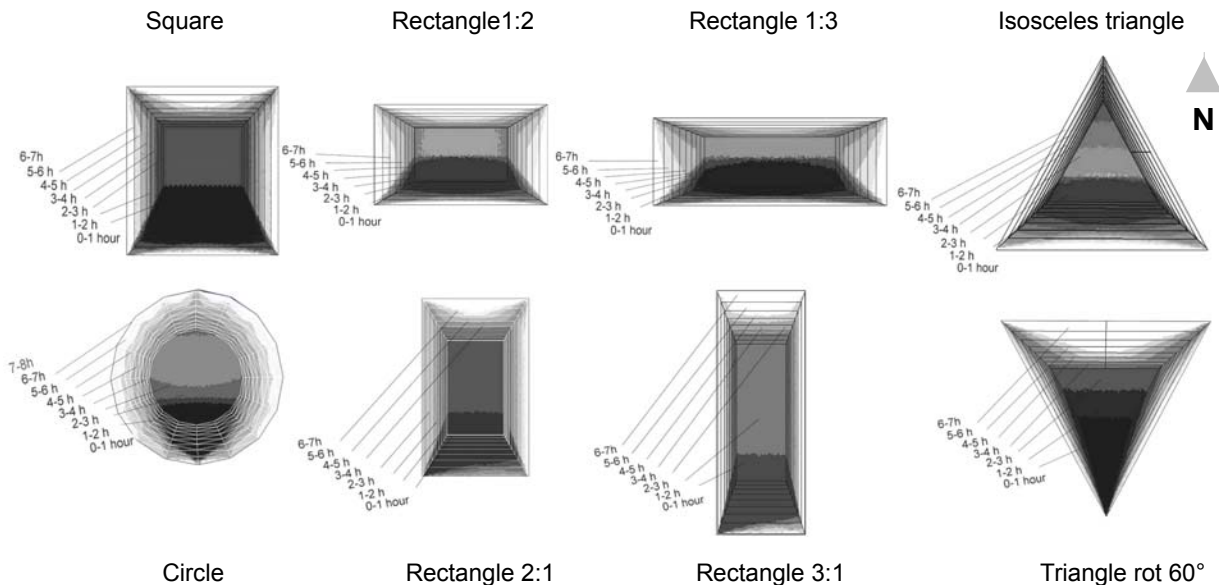 Square
Rectangle1:2
Rectangle 1:3
Isosceles triangle
N
6-7h
5-6 h
4-5 h
3-4 h
2-3 h
1-2 h
0-1 hour
6-7h
5-6 h
4-5 h
3-4 h
2-3 h
1-2 h
0-1 hour
6-7h
5-6 h
4-5 h
3-4 h
2-3 h
1-2 h
0-1 hour
6-7h
5-6 h
4-5 h
3-4 h
2-3 h
1-2 h
0-1 hour
7-8h
6-7h
5-6 h
4-5 h
3-4 h
2-3 h
1-2 h
0-1 hour
6-7h
5-6 h
4-5 h
3-4 h
2-3 h
1-2 h
0-1 hour
6-7h
5-6 h
4-5 h
3-4 h
2-3 h
1-2 h
0-1 hour
6-7h
5-6 h
4-5 h
3-4 h
2-3 h
1-2 h
0-1 hour
Circle
Rectangle 2:1
Rectangle 3:1
Triangle rot 60°